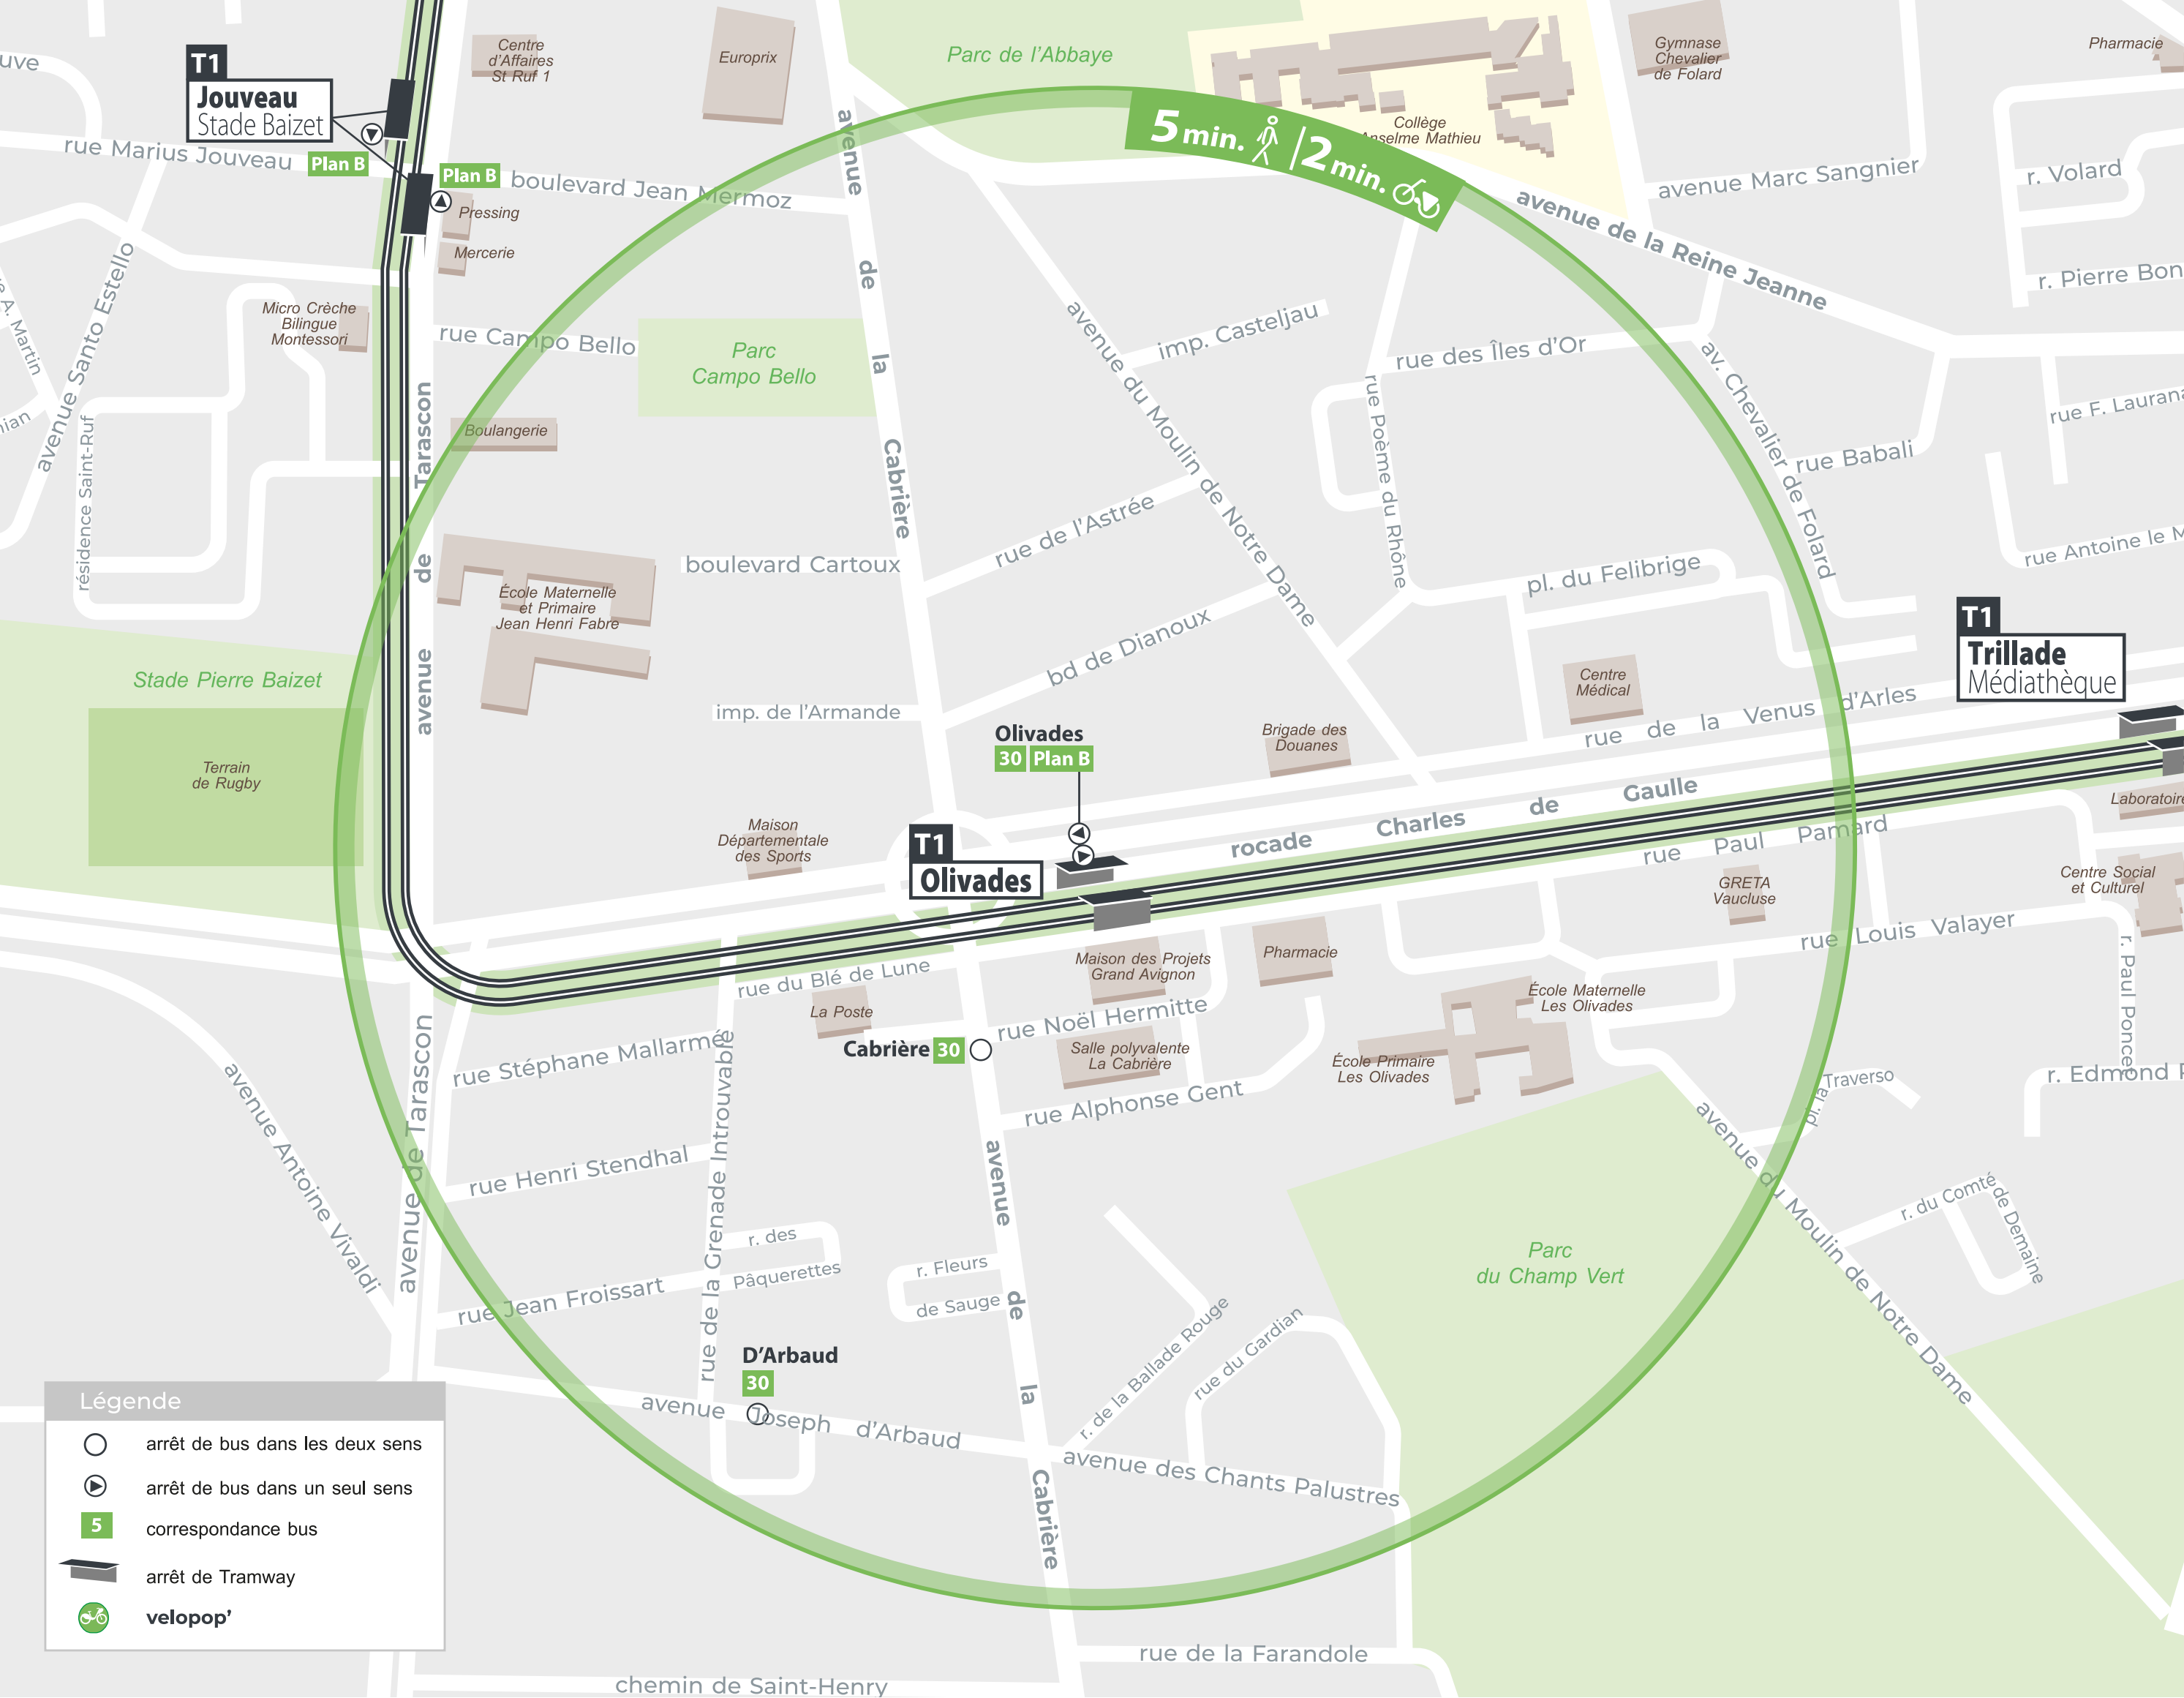 Parc de l'Abbaye
Centre
d'Affaires
St Ruf 1
Europrix
Gymnase
Chevalier
de Folard
Pharmacie
T1
Jouveau
Stade Baizet
Plan B
Plan B
rue Marius Jouveau
boulevard Jean Mermoz
Pressing
Mercerie
5 min. / 2 min.
Collège
Anselme Mathieu
avenue Marc Sangnier
r. Volard
avenue de la Reine Jeanne
r. Pierre Bon
avenue Santo Estello
A. Martin
Micro Crèche
Bilingue
Montessori
rue Campo Bello
Parc
Campo Bello
avenue de la Cabrière
avenue du Moulin de Notre Dame
imp. Casteljau
rue des Îles d'Or
rue Poème du Rhône
av. Chevalier de Folard
rue Babali
rue F. Laurana
rue Antoine le M
résidence Saint-Ruf
avenue de Tarascon
Boulangerie
École Maternelle
et Primaire
Jean Henri Fabre
boulevard Cartoux
rue de l'Astrée
bd de Dianoux
pl. du Felibrige
imp. de l'Armande
Stade Pierre Baizet
Terrain
de Rugby
Centre
Médical
T1
Trillade
Médiathèque
rue de la Venus d'Arles
Olivades
30 Plan B
Brigade des
Douanes
Maison
Départementale
des Sports
T1
Olivades
rocade Charles de Gaulle
rue Paul Pamard
Laboratoire
GRETA
Vaucluse
Centre Social
et Culturel
rue Louis Valayer
r. Paul Poncet
r. Edmond
rue du Blé de Lune
La Poste
Maison des Projets
Grand Avignon
Pharmacie
rue Noël Hermitte
Cabrière 30
Salle polyvalente
La Cabrière
École Maternelle
Les Olivades
École Primaire
Les Olivades
rue Alphonse Gent
rue Stéphane Mallarmé
rue Henri Stendhal
rue Jean Froissart
rue de la Grenade Introuvable
avenue de Tarascon
avenue Antoine Vivaldi
r. des
Pâquerettes
r. Fleurs
de Sauge
avenue de la Cabrière
pl. la Traverso
avenue du Moulin de Notre Dame
r. du Comté
de Demaine
Parc
du Champ Vert
r. de la Ballade Rouge
rue du Gardian
D'Arbaud
30
avenue Joseph d'Arbaud
avenue des Chants Palustres
rue de la Farandole
chemin de Saint-Henry
Légende
arrêt de bus dans les deux sens
arrêt de bus dans un seul sens
5
correspondance bus
arrêt de Tramway
velopop'